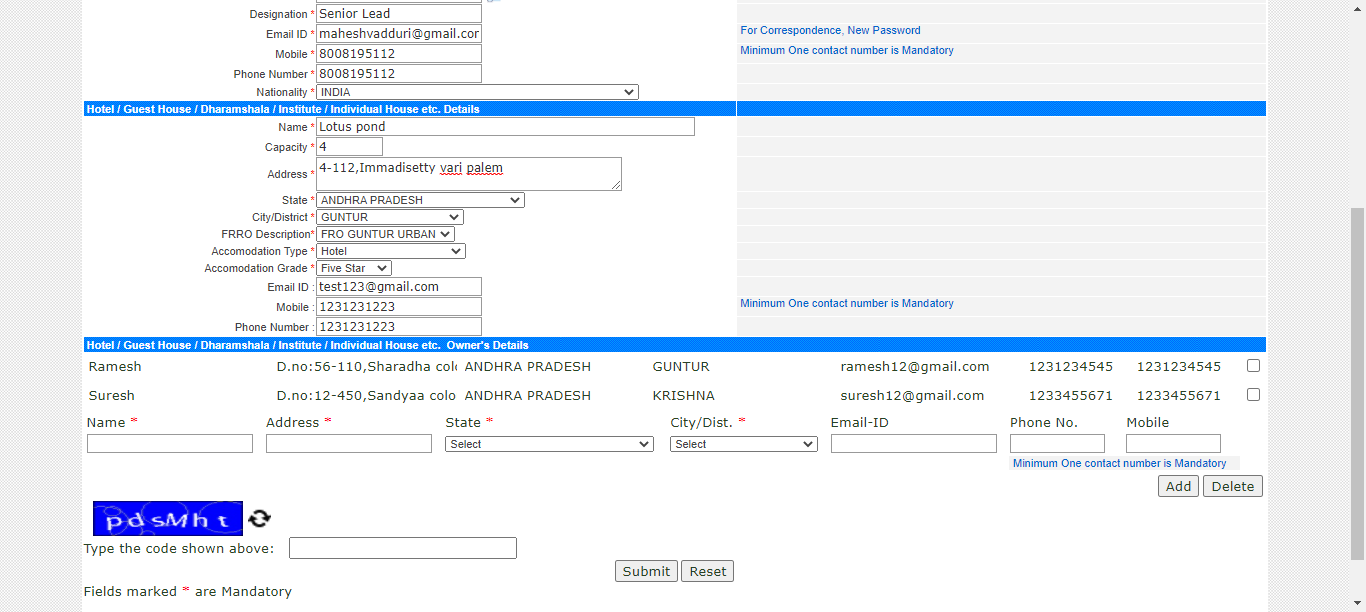 Designation * Senior Lead
Email ID * maheshvadduri@gmail.cor
For Correspondence, New Password
Mobile * 8008195112
Minimum One contact number is Mandatory
Phone Number * 8008195112
Nationality * INDIA
Hotel / Guest House / Dharamshala / Institute / Individual House etc. Details
Name * Lotus pond
Capacity * 4
Address * 4-112,Immadisetty vari palem
State * ANDHRA PRADESH
City/District * GUNTUR
FRRO Description* FRO GUNTUR URBAN
Accomodation Type * Hotel
Accomodation Grade * Five Star
Email ID : test123@gmail.com
Mobile : 1231231223
Minimum One contact number is Mandatory
Phone Number : 1231231223
Hotel / Guest House / Dharamshala / Institute / Individual House etc. Owner's Details
Ramesh D.no:56-110,Sharadha colo ANDHRA PRADESH GUNTUR ramesh12@gmail.com 1231234545 1231234545
Suresh D.no:12-450,Sandyaa colo ANDHRA PRADESH KRISHNA suresh12@gmail.com 1233455671 1233455671
Name * Address * State * City/Dist. * Email-ID Phone No. Mobile
Select Select
Minimum One contact number is Mandatory
Add Delete
pdsMht
Type the code shown above:
Submit Reset
Fields marked * are Mandatory